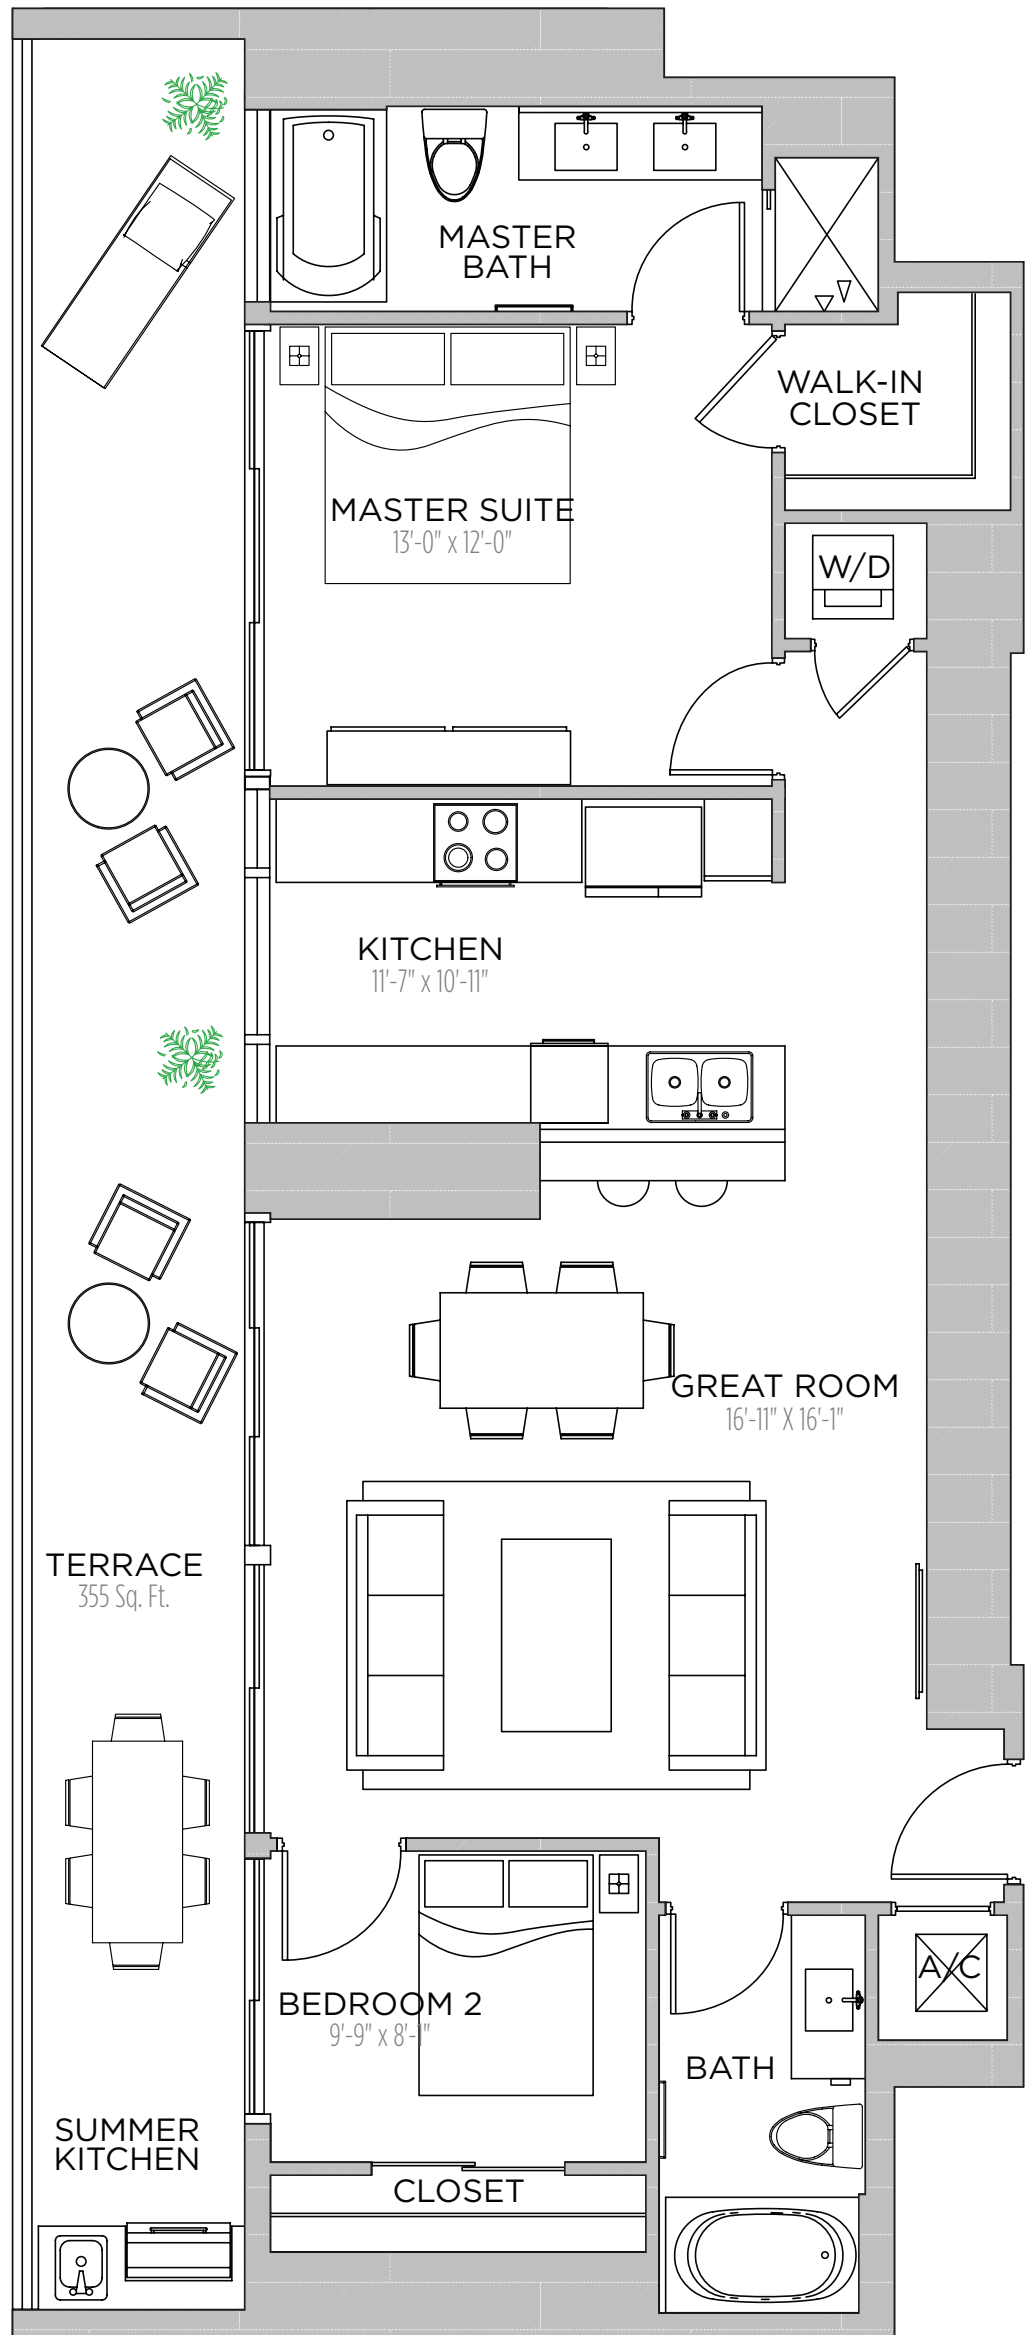 MASTER
BATH
WALK-IN
CLOSET
MASTER SUITE
13'-0" x 12'-0"
W/D
KITCHEN
11'-7" x 10'-11"
GREAT ROOM
16'-11" X 16'-1"
TERRACE
355 Sq. Ft.
A/C
BEDROOM 2
9'-9" x 8'-1"
BATH
SUMMER
KITCHEN
CLOSET